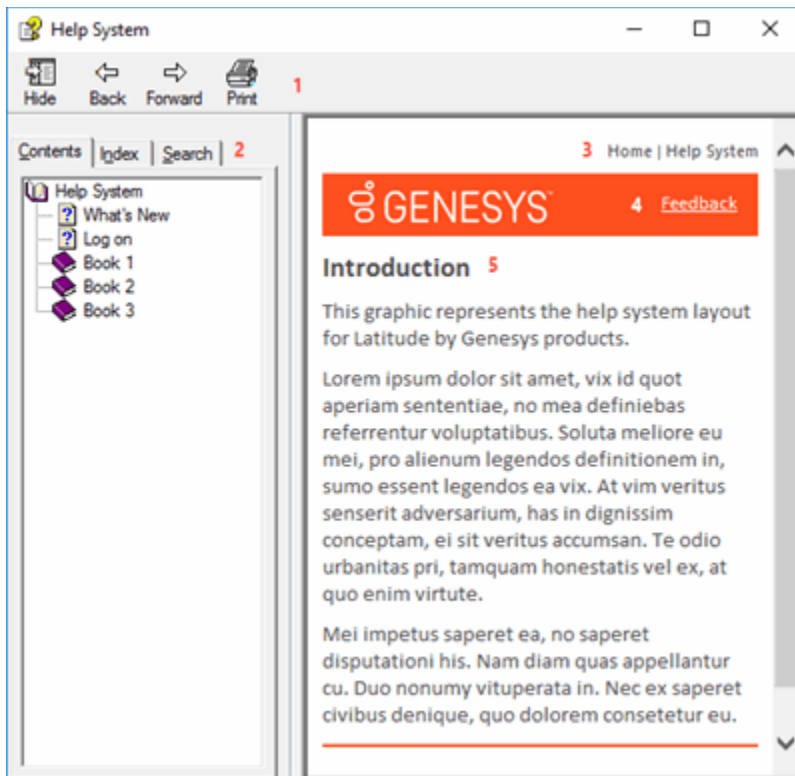 Help System
Hide Back Forward Print 1
Contents Index Search 2
Help System
What's New
Log on
Book 1
Book 2
Book 3
3 Home | Help System
GENESYS™ 4 Feedback
Introduction 5
This graphic represents the help system layout
for Latitude by Genesys products.
Lorem ipsum dolor sit amet, vix id quot
aperiam sententiae, no mea definiebas
referrentur voluptatibus. Soluta meliore eu
mei, pro alienum legendos definitionem in,
sumo essent legendos ea vix. At vim veritus
senserit adversarium, has in dignissim
conceptam, ei sit veritus accumsan. Te odio
urbanitas pri, tamquam honestatis vel ex, at
quo enim virtute.
Mei impetus saperet ea, no saperet
disputationi his. Nam diam quas appellantur
cu. Duo nonumy vituperata in. Nec ex saperet
civibus denique, quo dolorem consetetur eu.